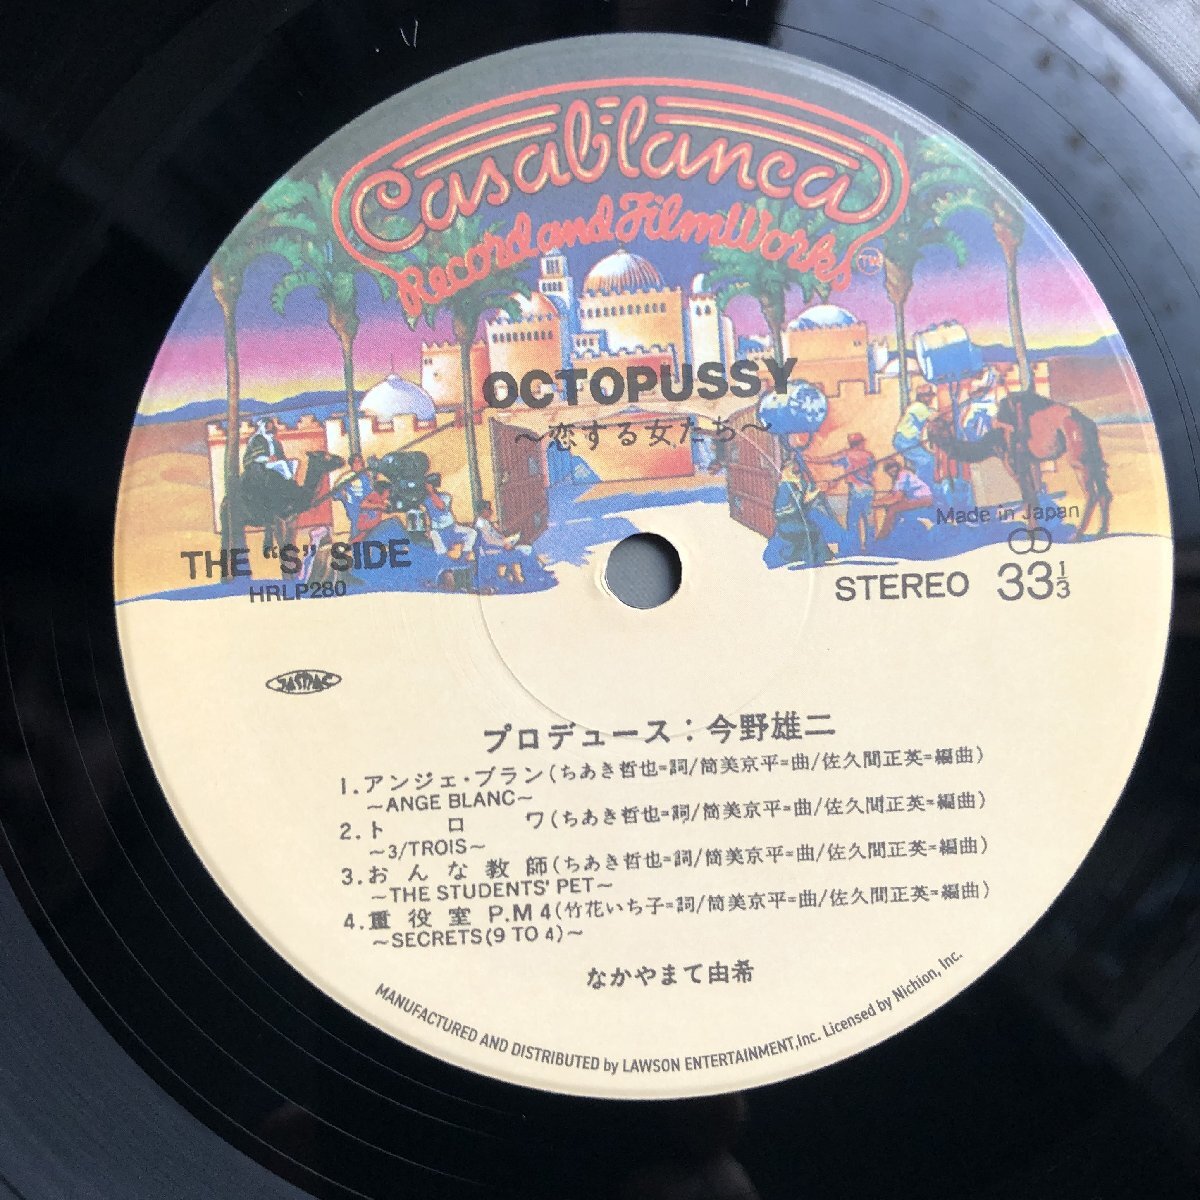 Casablanca
Record and FilmWorks TM
OCTOPUSSY
～恋する女たち～
Made in Japan
THE "S" SIDE
HRLP280
STEREO 33 1/3
JASRAC
プロデュース：今野雄二
1.アンジェ・ブラン(ちあき哲也=詞/筒美京平=曲/佐久間正英=編曲)
～ANGE BLANC～
2.トロワ(ちあき哲也=詞/筒美京平=曲/佐久間正英=編曲)
～3/TROIS～
3.おんな教師(ちあき哲也=詞/筒美京平=曲/佐久間正英=編曲)
～THE STUDENTS' PET～
4.重役室 P.M 4(竹花いち子=詞/筒美京平=曲/佐久間正英=編曲)
～SECRETS(9 TO 4)～
なかやまて由希
MANUFACTURED AND DISTRIBUTED by LAWSON ENTERTAINMENT,Inc. Licensed by Nichion, Inc.